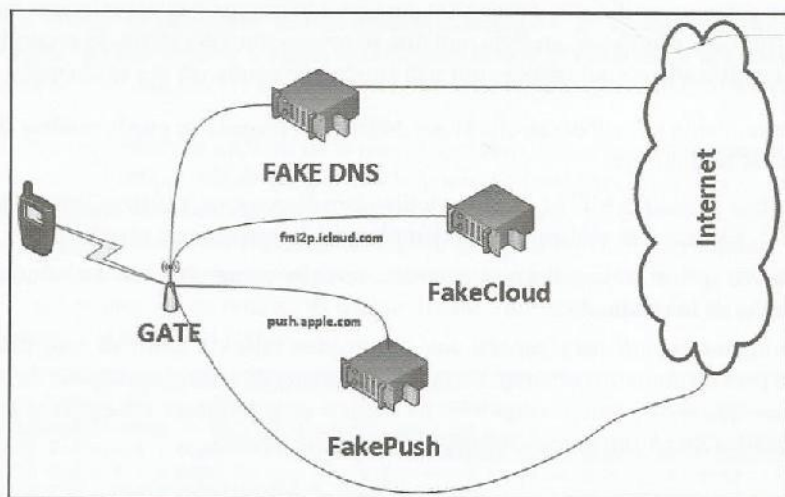 FAKE DNS
Internet
fmi2p.icloud.com
FakeCloud
GATE
push.apple.com
FakePush